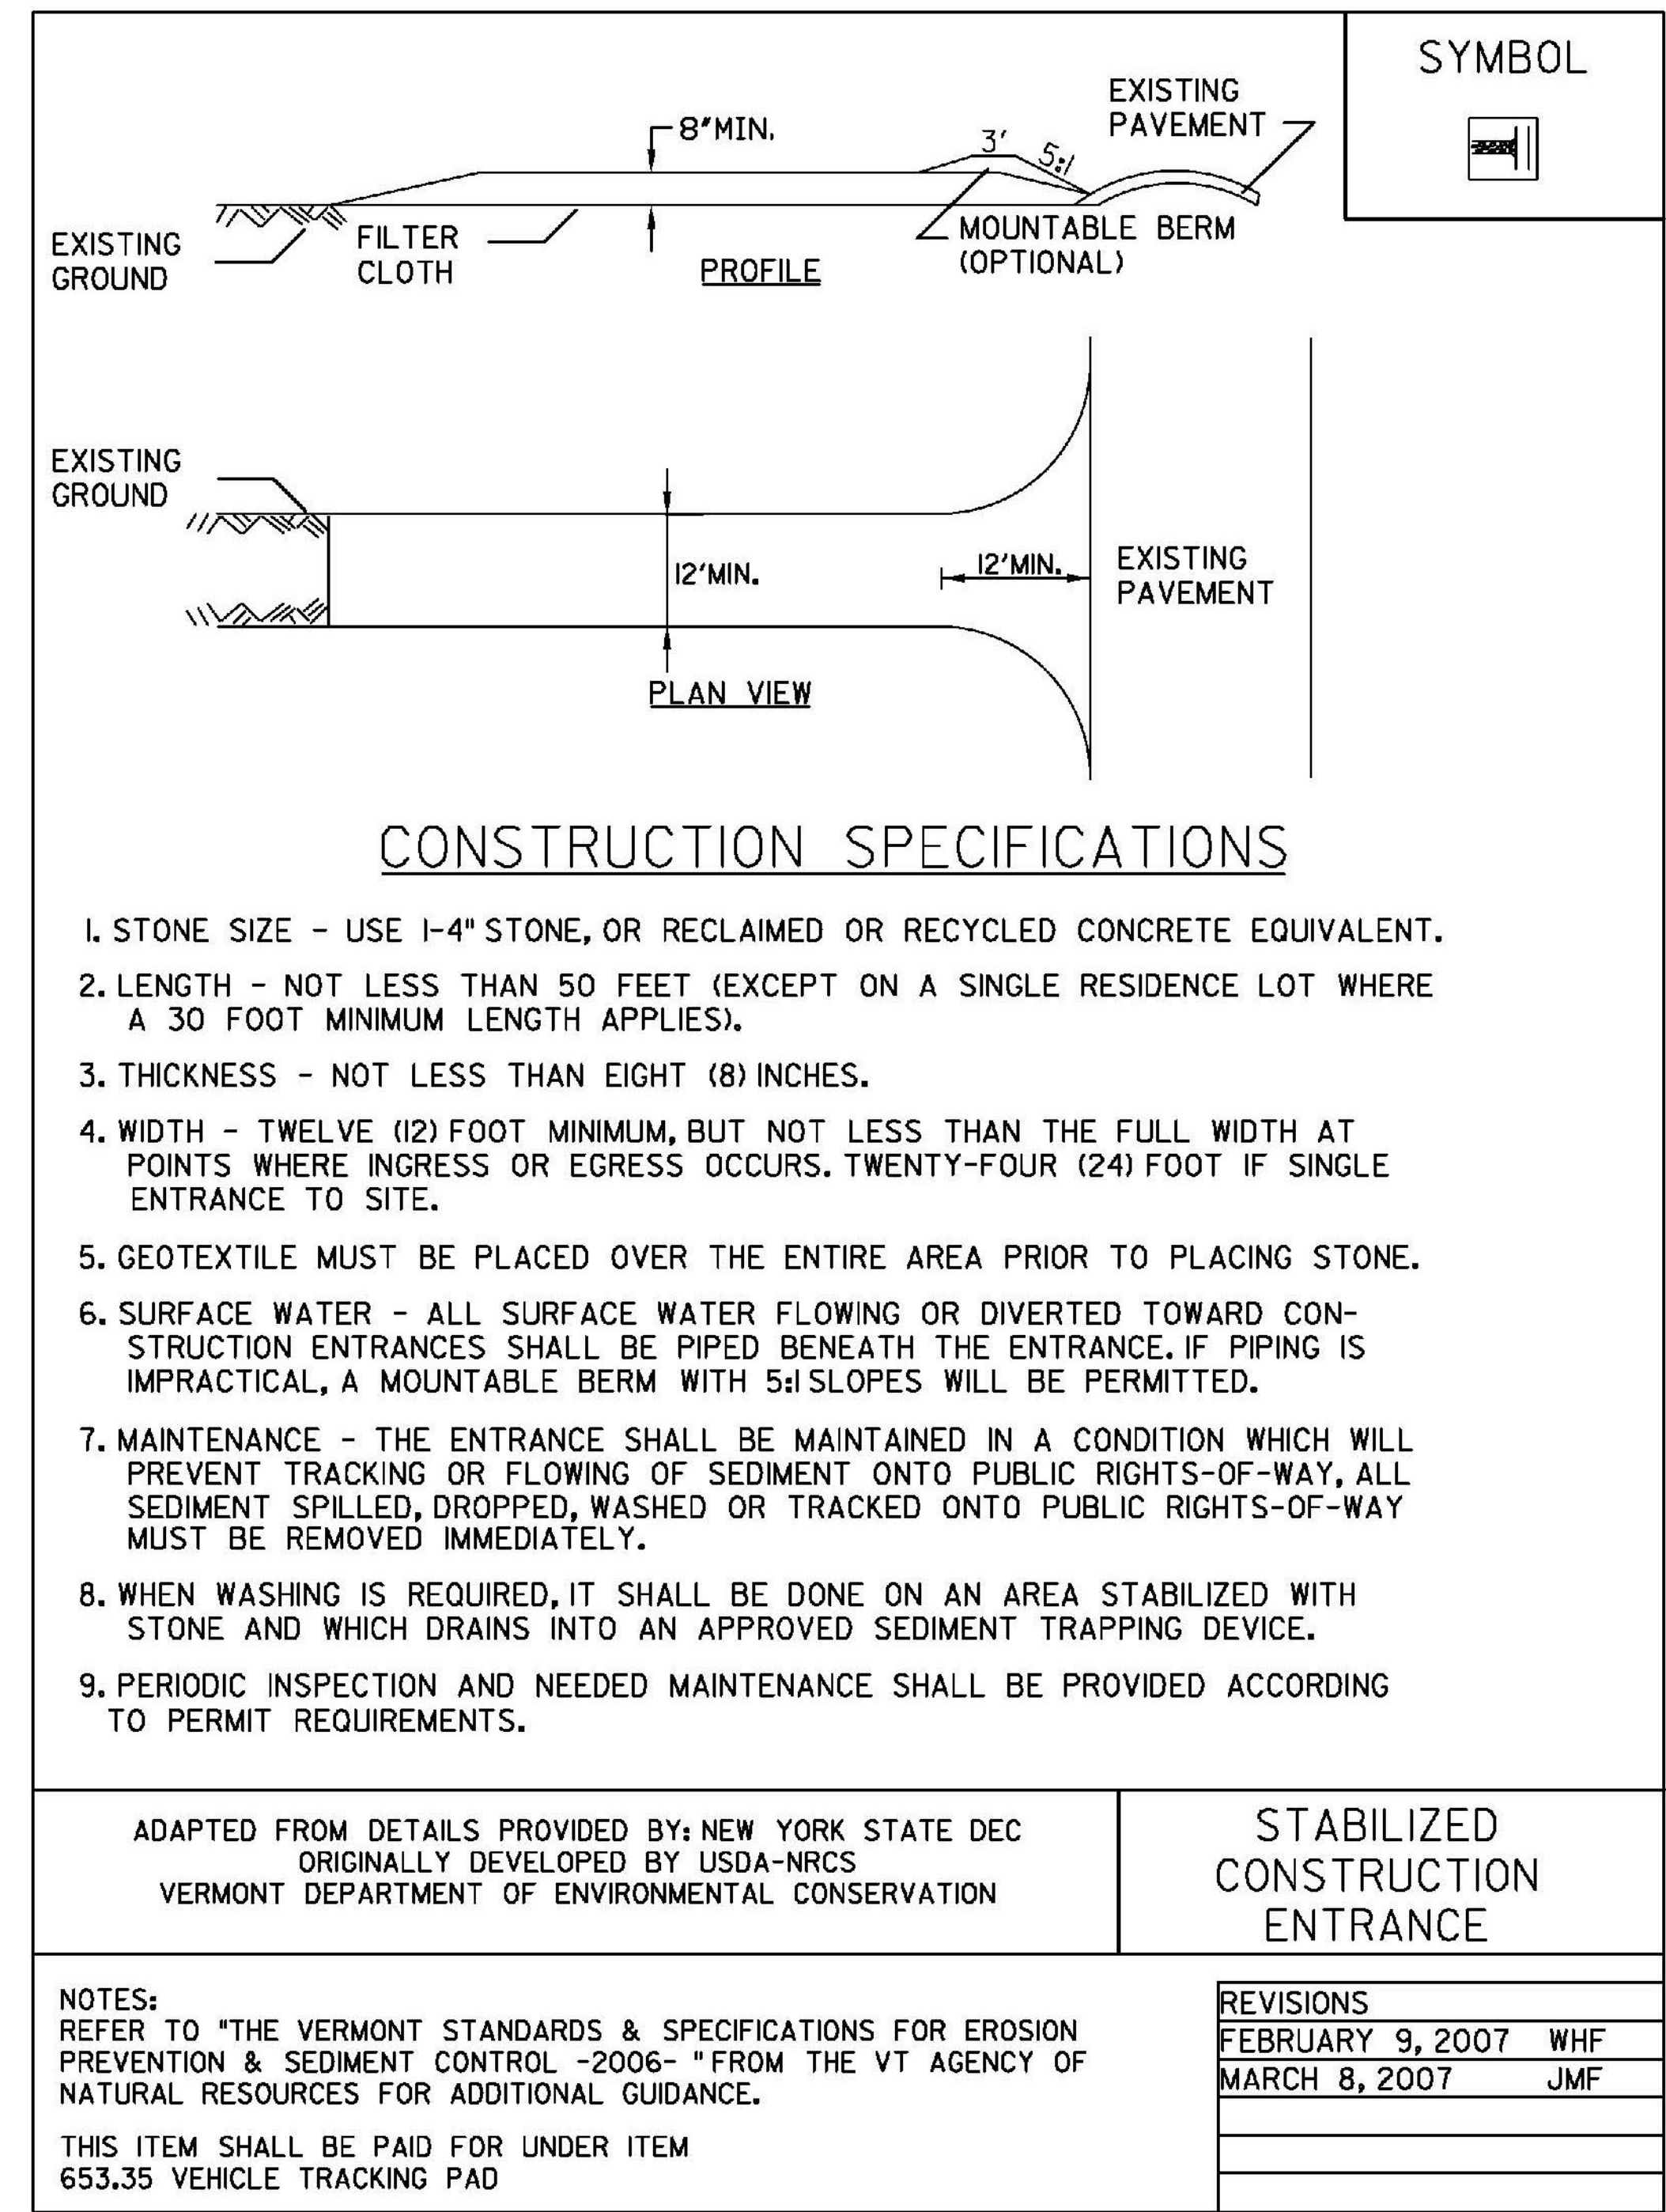 SYMBOL
EXISTING
PAVEMENT
8"MIN.
3'
5:1
EXISTING
GROUND
FILTER
CLOTH
PROFILE
MOUNTABLE BERM
(OPTIONAL)
EXISTING
GROUND
12'MIN.
12'MIN.
EXISTING
PAVEMENT
PLAN VIEW
CONSTRUCTION SPECIFICATIONS
1. STONE SIZE - USE 1-4" STONE, OR RECLAIMED OR RECYCLED CONCRETE EQUIVALENT.
2. LENGTH - NOT LESS THAN 50 FEET (EXCEPT ON A SINGLE RESIDENCE LOT WHERE
A 30 FOOT MINIMUM LENGTH APPLIES).
3. THICKNESS - NOT LESS THAN EIGHT (8) INCHES.
4. WIDTH - TWELVE (12) FOOT MINIMUM, BUT NOT LESS THAN THE FULL WIDTH AT
POINTS WHERE INGRESS OR EGRESS OCCURS. TWENTY-FOUR (24) FOOT IF SINGLE
ENTRANCE TO SITE.
5. GEOTEXTILE MUST BE PLACED OVER THE ENTIRE AREA PRIOR TO PLACING STONE.
6. SURFACE WATER - ALL SURFACE WATER FLOWING OR DIVERTED TOWARD CON-
STRUCTION ENTRANCES SHALL BE PIPED BENEATH THE ENTRANCE. IF PIPING IS
IMPRACTICAL, A MOUNTABLE BERM WITH 5:1 SLOPES WILL BE PERMITTED.
7. MAINTENANCE - THE ENTRANCE SHALL BE MAINTAINED IN A CONDITION WHICH WILL
PREVENT TRACKING OR FLOWING OF SEDIMENT ONTO PUBLIC RIGHTS-OF-WAY, ALL
SEDIMENT SPILLED, DROPPED, WASHED OR TRACKED ONTO PUBLIC RIGHTS-OF-WAY
MUST BE REMOVED IMMEDIATELY.
8. WHEN WASHING IS REQUIRED, IT SHALL BE DONE ON AN AREA STABILIZED WITH
STONE AND WHICH DRAINS INTO AN APPROVED SEDIMENT TRAPPING DEVICE.
9. PERIODIC INSPECTION AND NEEDED MAINTENANCE SHALL BE PROVIDED ACCORDING
TO PERMIT REQUIREMENTS.
ADAPTED FROM DETAILS PROVIDED BY: NEW YORK STATE DEC
ORIGINALLY DEVELOPED BY USDA-NRCS
VERMONT DEPARTMENT OF ENVIRONMENTAL CONSERVATION
STABILIZED
CONSTRUCTION
ENTRANCE
NOTES:
REFER TO "THE VERMONT STANDARDS & SPECIFICATIONS FOR EROSION
PREVENTION & SEDIMENT CONTROL -2006- " FROM THE VT AGENCY OF
NATURAL RESOURCES FOR ADDITIONAL GUIDANCE.
THIS ITEM SHALL BE PAID FOR UNDER ITEM
653.35 VEHICLE TRACKING PAD
REVISIONS
FEBRUARY 9, 2007 WHF
MARCH 8, 2007 JMF